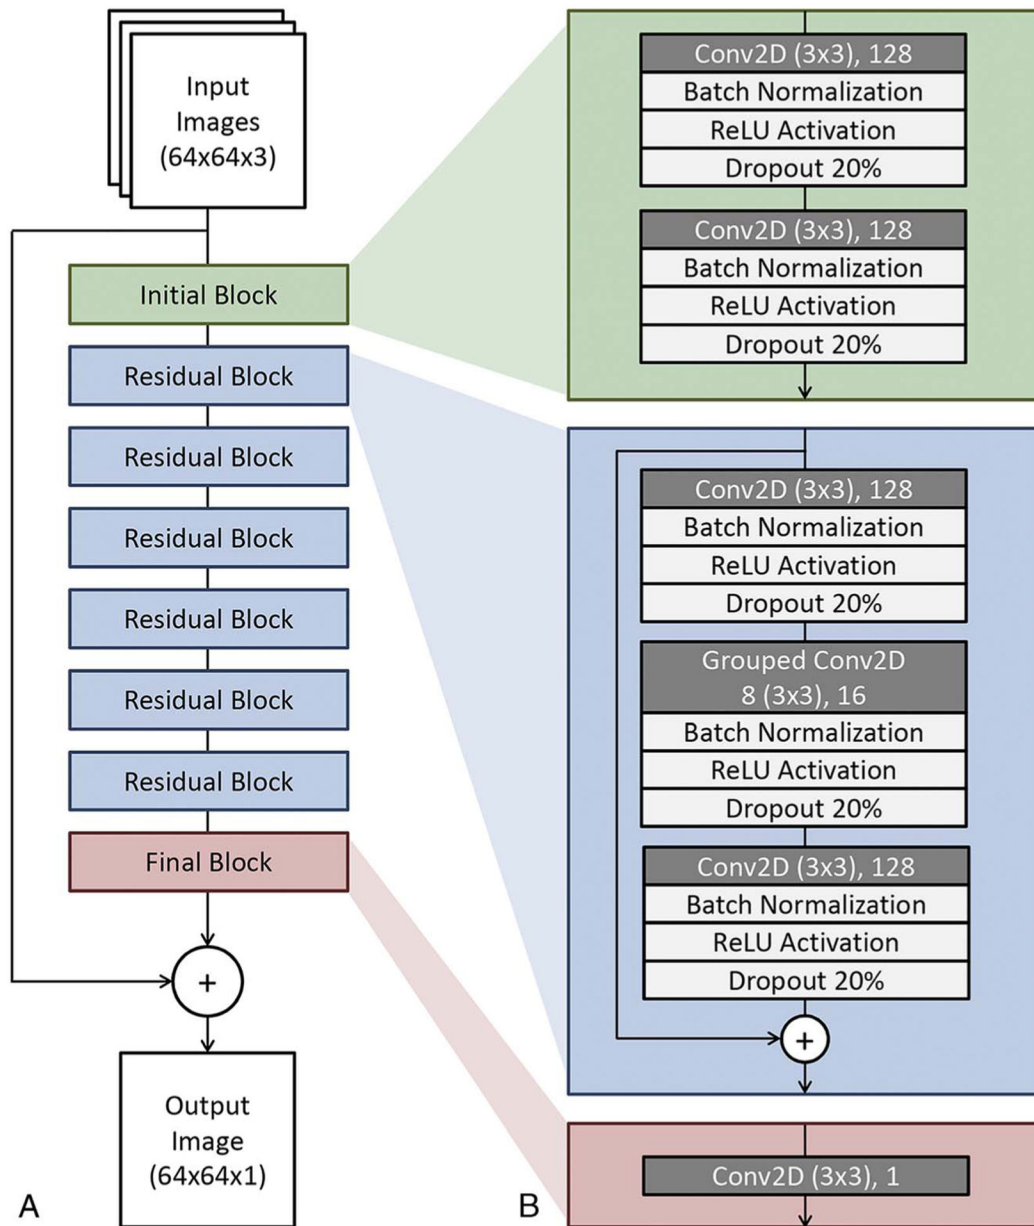 Input
Images
(64x64x3)
Initial Block
Residual Block
Residual Block
Residual Block
Residual Block
Residual Block
Residual Block
Final Block
+
Output
Image
(64x64x1)
A
Conv2D (3x3), 128
Batch Normalization
ReLU Activation
Dropout 20%
Conv2D (3x3), 128
Batch Normalization
ReLU Activation
Dropout 20%
Conv2D (3x3), 128
Batch Normalization
ReLU Activation
Dropout 20%
Grouped Conv2D
8 (3x3), 16
Batch Normalization
ReLU Activation
Dropout 20%
Conv2D (3x3), 128
Batch Normalization
ReLU Activation
Dropout 20%
+
Conv2D (3x3), 1
B